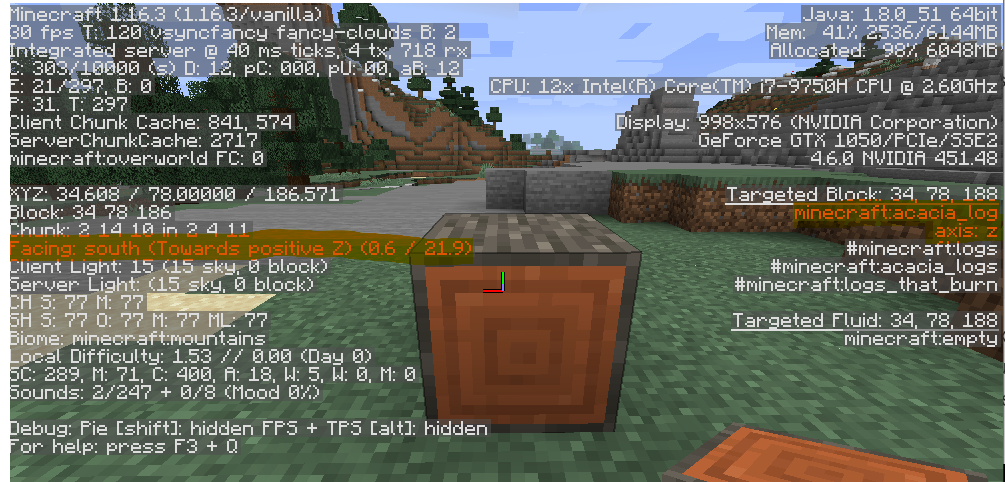 Minecraft 1.16.3 (1.16.3/vanilla)
30 fps T: 120 vsyncfancy fancy-clouds B: 2
Integrated server @ 40 ms ticks, 4 tx, 718 rx
C: 303/10000 (s) D: 12, pC: 000, pU: 00, aB: 12
E: 21/297, B: 0
P: 31. T: 297
Client Chunk Cache: 841, 574
ServerChunkCache: 2717
minecraft:overworld FC: 0
XYZ: 34.608 / 78.00000 / 186.571
Block: 34 78 186
Chunk: 2 14 10 in 2 4 11
Facing: south (Towards positive Z) (0.6 / 21.9)
Client Light: 15 (15 sky, 0 block)
Server Light: (15 sky, 0 block)
CH S: 77 M: 77
SH S: 77 O: 77 M: 77 ML: 77
Biome: minecraft:mountains
Local Difficulty: 1.53 // 0.00 (Day 0)
SC: 289, M: 71, C: 400, A: 18, W: 5, W: 0, M: 0
Sounds: 2/247 + 0/8 (Mood 0%)
Debug: Pie [shift]: hidden FPS + TPS [alt]: hidden
For help: press F3 + Q
Java: 1.8.0_51 64bit
Mem: 41% 2536/6144MB
Allocated: 98% 6048MB
CPU: 12x Intel(R) Core(TM) i7-9750H CPU @ 2.60GHz
Display: 998x576 (NVIDIA Corporation)
GeForce GTX 1050/PCIe/SSE2
4.6.0 NVIDIA 451.48
Targeted Block: 34, 78, 188
minecraft:acacia_log
axis: z
#minecraft:logs
#minecraft:acacia_logs
#minecraft:logs_that_burn
Targeted Fluid: 34, 78, 188
minecraft:empty